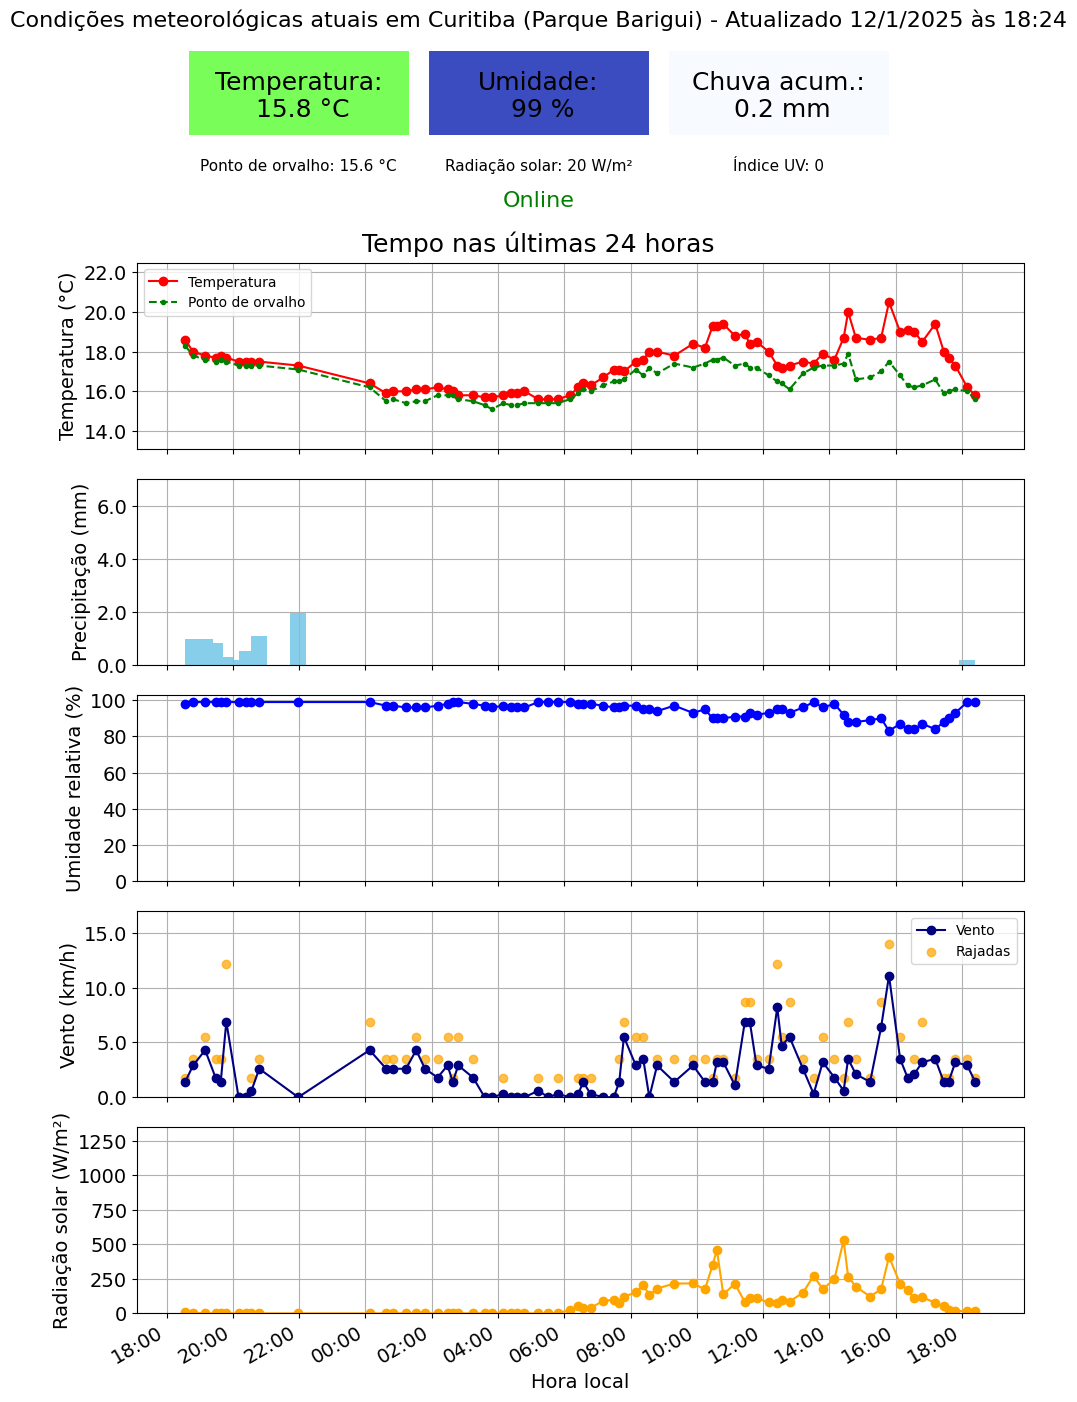 Condições meteorológicas atuais em Curitiba (Parque Barigui) - Atualizado 12/1/2025 às 18:24
Temperatura:
15.8 °C
Umidade:
99 %
Chuva acum.:
0.2 mm
Ponto de orvalho: 15.6 °C
Radiação solar: 20 W/m²
Índice UV: 0
Online
Tempo nas últimas 24 horas
Temperatura (°C)
22.0
20.0
18.0
16.0
14.0
Temperatura
Ponto de orvalho
Precipitação (mm)
6.0
4.0
2.0
0.0
Umidade relativa (%)
100
80
60
40
20
0
Vento (km/h)
15.0
10.0
5.0
0.0
Vento
Rajadas
Radiação solar (W/m²)
1250
1000
750
500
250
0
18:00
20:00
22:00
00:00
02:00
04:00
06:00
08:00
10:00
12:00
14:00
16:00
18:00
Hora local